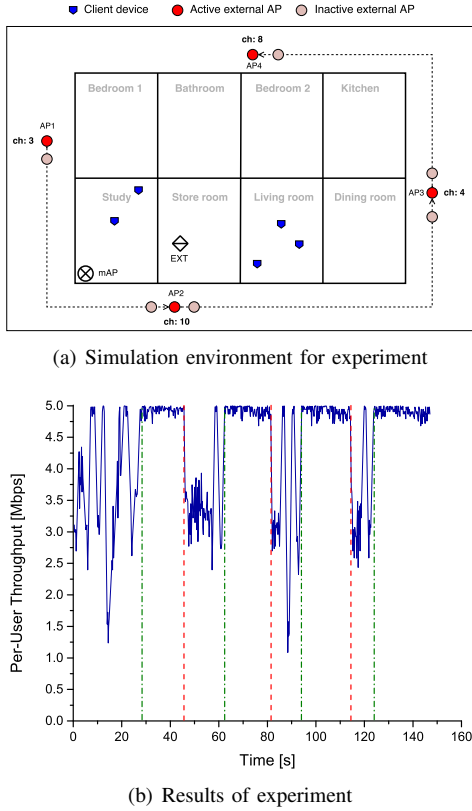 Client device Active external AP Inactive external AP
ch: 8
AP4
Bedroom 1 Bathroom Bedroom 2 Kitchen
AP1
ch: 3
AP3 ch: 4
Study Store room Living room Dining room
EXT
mAP
AP2
ch: 10
(a) Simulation environment for experiment
5.0
4.5
4.0
3.5
3.0
2.5
2.0
1.5
1.0
0.5
0.0
Per-User Throughput [Mbps]
0 20 40 60 80 100 120 140 160
Time [s]
(b) Results of experiment